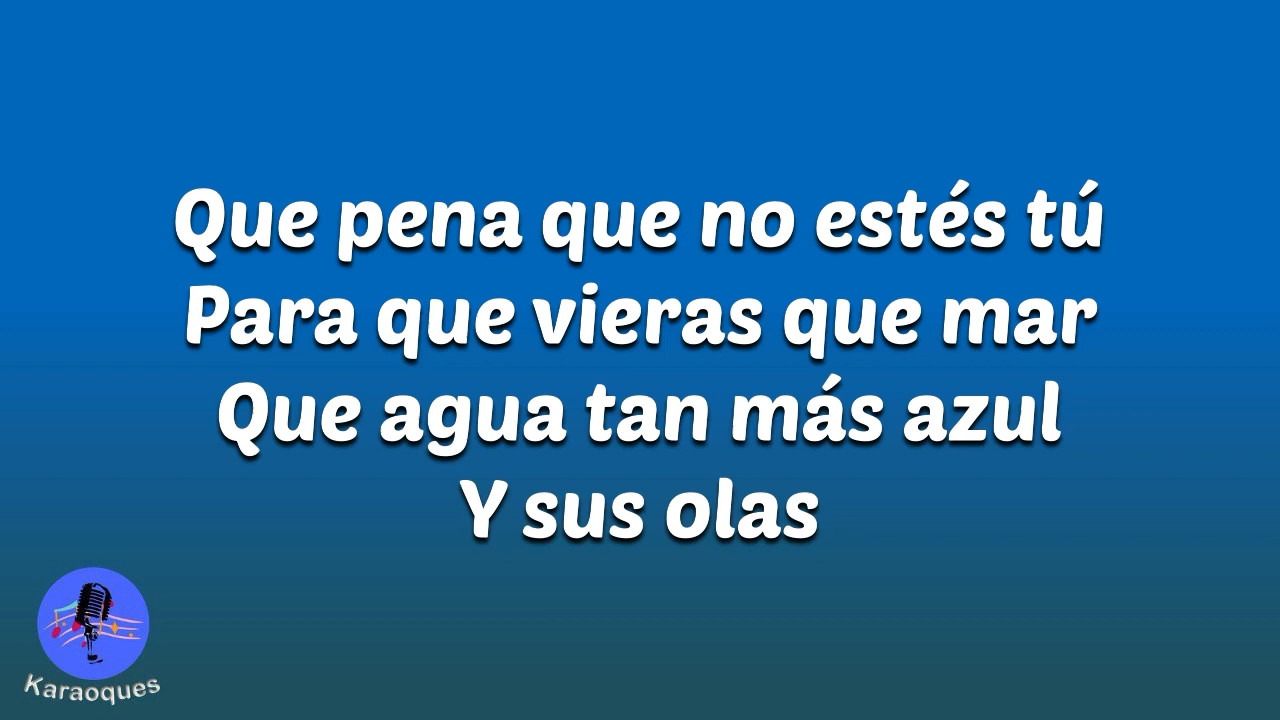 Que pena que no estés tú
Para que vieras que mar
Que agua tan más azul
Y sus olas
Karaoques